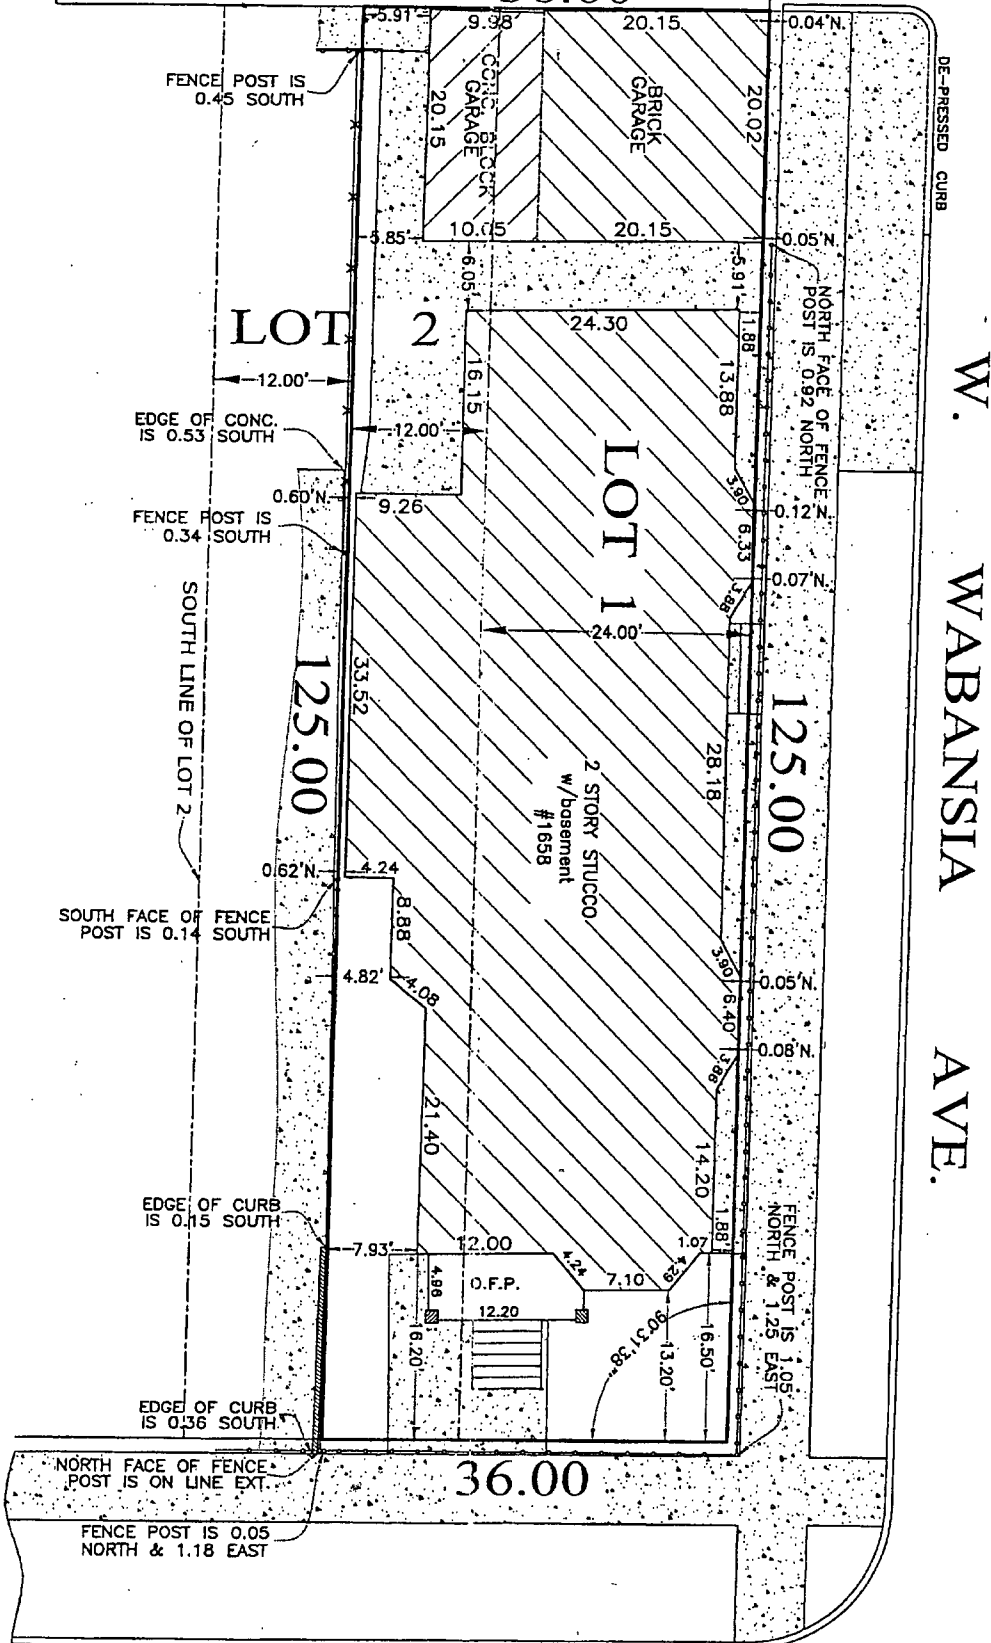 5.91'
9.98
20.15
0.04'N.
DE-PRESSED CURB
FENCE POST IS
0.45 SOUTH
CONC. BLOCK
GARAGE
20.15
BRICK
GARAGE
20.02
5.85'
10.05
20.15
0.05'N.
6.05'
5.91'
NORTH FACE OF FENCE
POST IS 0.92 NORTH
LOT 2
24.30
1.88'
13.88
16.15
12.00'
12.00'
W. WABANSIA AVE.
EDGE OF CONC.
IS 0.53 SOUTH
LOT 1
3.90
0.12'N.
0.60'N.
9.26
6.33
FENCE POST IS
0.34 SOUTH
0.07'N.
3.88
24.00'
SOUTH LINE OF LOT 2
125.00
33.52
125.00
28.18
2 STORY STUCCO
w/basement
#1658
0.62'N.
4.24
SOUTH FACE OF FENCE
POST IS 0.14 SOUTH
8.88
3.90
4.82'
4.08
0.05'N.
6.40
0.08'N.
3.88
21.40
14.20
1.88'
EDGE OF CURB
IS 0.15 SOUTH
7.93'
12.00
1.07
FENCE POST IS 1.05
NORTH & 1.25 EAST
4.24
4.29
7.10
O.F.P.
4.96
12.20
90°31'38"
16.20'
13.20'
16.50'
EDGE OF CURB
IS 0.36 SOUTH
NORTH FACE OF FENCE
POST IS ON LINE EXT.
36.00
FENCE POST IS 0.05
NORTH & 1.18 EAST